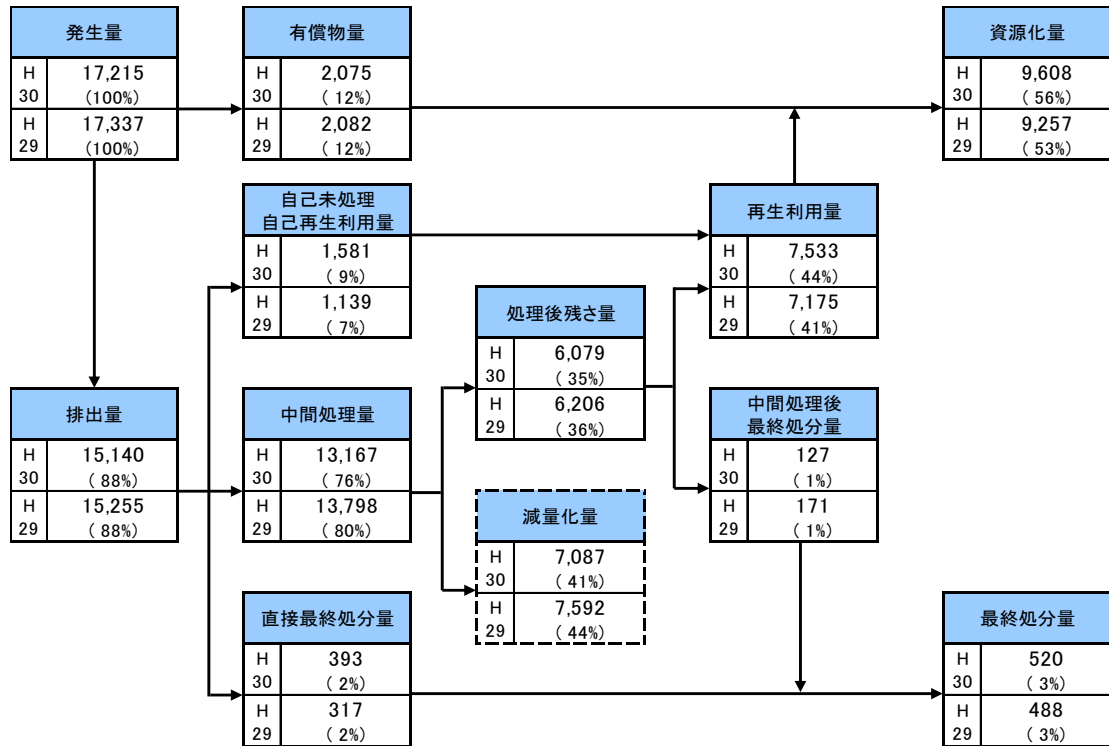 発生量
H
30
17,215
(100%)
H
29
17,337
(100%)
有償物量
H
30
2,075
( 12%)
H
29
2,082
( 12%)
資源化量
H
30
9,608
( 56%)
H
29
9,257
( 53%)
自己未処理
自己再生利用量
H
30
1,581
( 9%)
H
29
1,139
( 7%)
再生利用量
H
30
7,533
( 44%)
H
29
7,175
( 41%)
処理後残さ量
H
30
6,079
( 35%)
H
29
6,206
( 36%)
排出量
H
30
15,140
( 88%)
H
29
15,255
( 88%)
中間処理量
H
30
13,167
( 76%)
H
29
13,798
( 80%)
中間処理後
最終処分量
H
30
127
( 1%)
H
29
171
( 1%)
減量化量
H
30
7,087
( 41%)
H
29
7,592
( 44%)
直接最終処分量
H
30
393
( 2%)
H
29
317
( 2%)
最終処分量
H
30
520
( 3%)
H
29
488
( 3%)